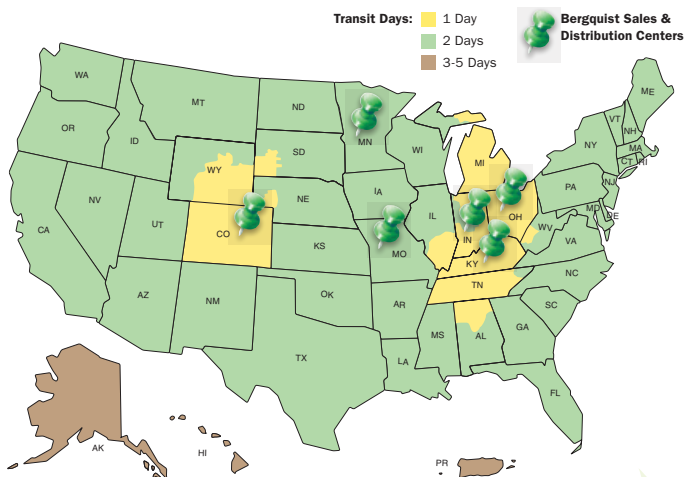 Transit Days:
1 Day
2 Days
3-5 Days
Bergquist Sales &
Distribution Centers
WA
MT
ND
MN
ME
OR
ID
WY
SD
WI
MI
VT
NH
NY
MA
CT
RI
NV
UT
CO
NE
IA
IL
IN
OH
PA
NJ
MD
DE
CA
KS
MO
KY
WV
VA
AZ
NM
OK
AR
TN
NC
SC
TX
LA
MS
AL
GA
FL
AK
HI
PR